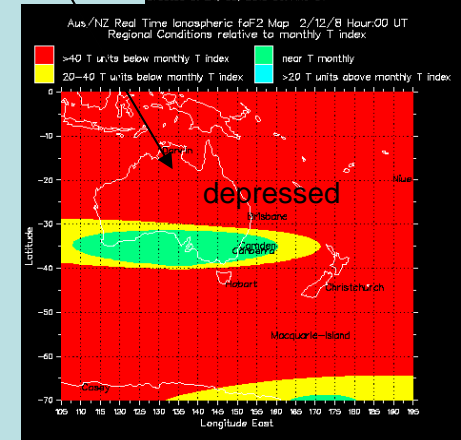 Aus/NZ Real Time Ionospheric foF2 Map 2/12/8 Hour:00 UT
Regional Conditions relative to monthly T index
>40 T units below monthly T index
near T monthly
20-40 T units below monthly T index
>20 T units above monthly T index
0
-10
Darwin
Niue
depressed
-20
Brisbane
-30
Latitude
Camden
Canberra
-40
Hobart
Christchurch
-50
Macquarie-Island
-60
Casey
-70
105 115 120 125 130 135 140 145 150 155 160 165 170 175 180 185 190 195
Longitude East